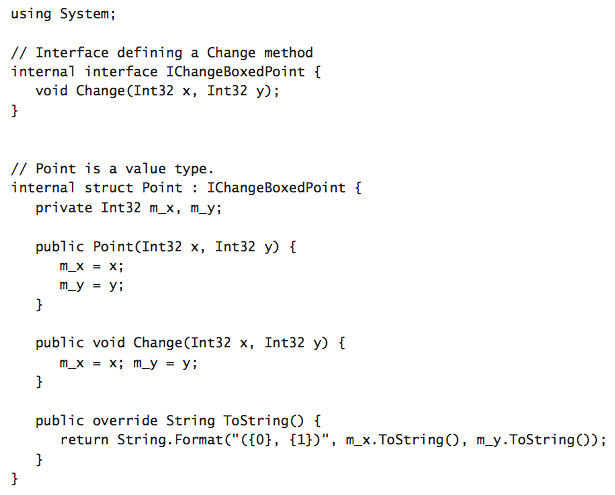 using System;
// Interface defining a Change method
internal interface IChangeBoxedPoint {
void Change(Int32 x, Int32 y);
}
// Point is a value type.
internal struct Point : IChangeBoxedPoint {
private Int32 m_x, m_y;
public Point(Int32 x, Int32 y) {
m_x = x;
m_y = y;
}
public void Change(Int32 x, Int32 y) {
m_x = x; m_y = y;
}
public override String ToString() {
return String.Format("({0}, {1})", m_x.ToString(), m_y.ToString());
}
}